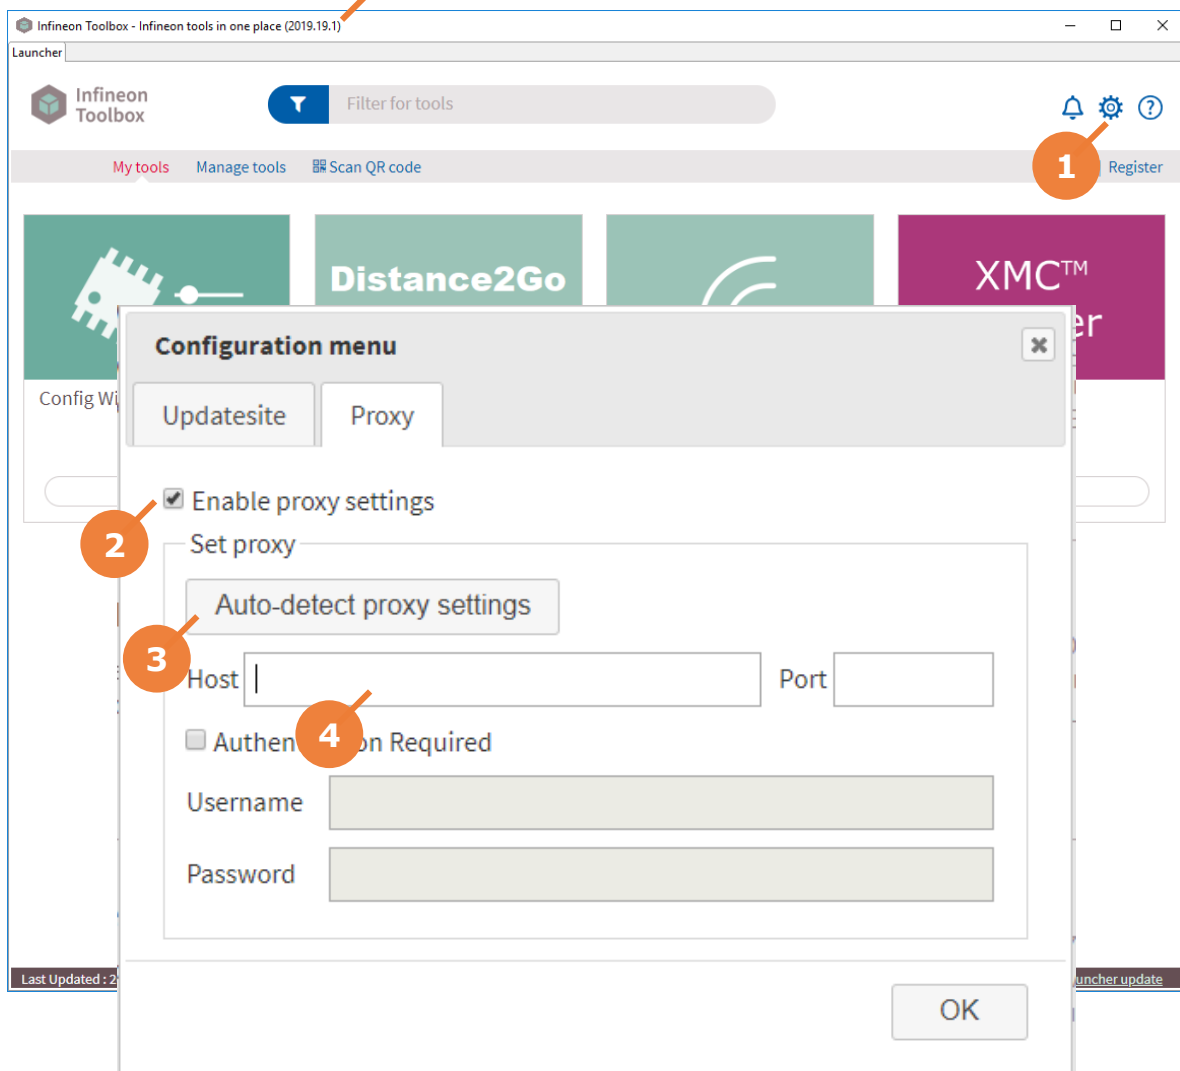 Infineon Toolbox - Infineon tools in one place (2019.19.1)
Launcher
Infineon
Toolbox
Filter for tools
1
My tools Manage tools Scan QR code Register
Distance2Go
XMC™
er
Configuration menu
Config Wi
Updatesite Proxy
Enable proxy settings
2
Set proxy
Auto-detect proxy settings
3
Host Port
4
Authen on Required
Username
Password
Last Updated : 2 uncher update
OK